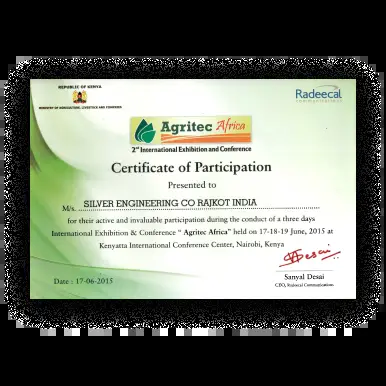 REPUBLIC OF KENYA
MINISTRY OF AGRICULTURE, LIVESTOCK AND FISHERIES
Radeecal
communications
Agritec Africa
2nd International Exhibition and Conference
Certificate of Participation
Presented to
M/s. SILVER ENGINEERING CO RAJKOT INDIA
for their active and invaluable participation during the conduct of a three days
International Exhibition & Conference " Agritec Africa" held on 17-18-19 June, 2015 at
Kenyatta International Conference Center, Nairobi, Kenya
Desai
Sanyal Desai
CEO, Radeecal Communications
Date : 17-06-2015